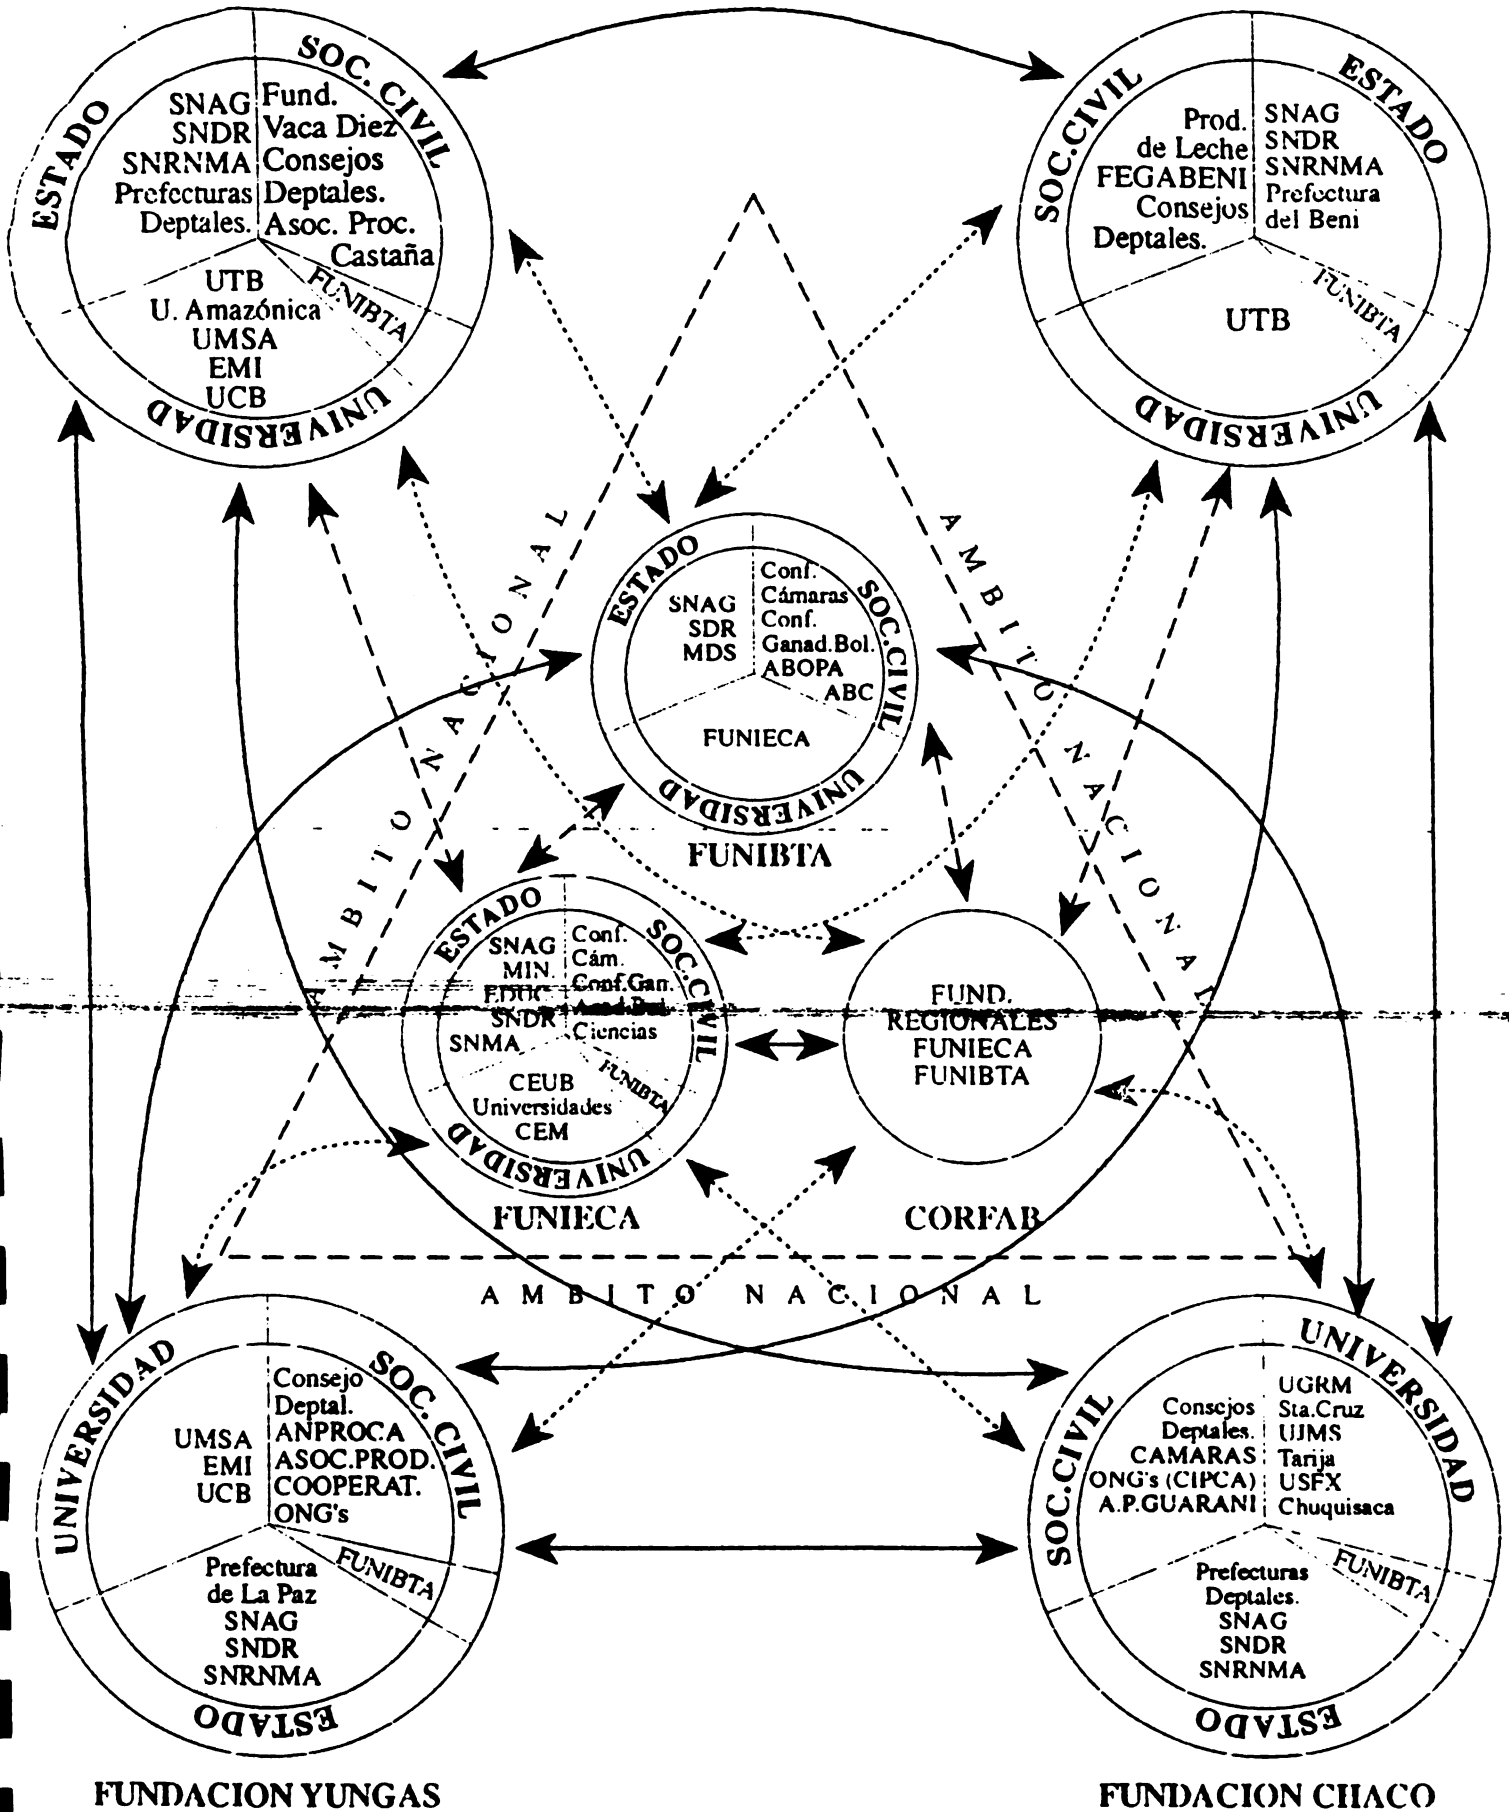 ESTADO
SOC. CIVIL
UNIVERSIDAD
SNAG
SNDR
SNRNMA
Prefecturas
Deptales.
Fund.
Vaca Diez
Consejos
Deptales.
Asoc. Proc.
Castaña
FUNIBTA
UTB
U. Amazónica
UMSA
EMI
UCB
SOC.CIVIL
ESTADO
UNIVERSIDAD
Prod.
de Leche
FEGABENI
Consejos
Deptales.
SNAG
SNDR
SNRNMA
Prefectura
del Beni
FUNIBTA
UTB
AMBITO NACIONAL
AMBITO NACIONAL
ESTADO
SOC.CIVIL
UNIVERSIDAD
SNAG
SDR
MDS
Conf.
Cámaras
Conf.
Ganad.Bol.
ABOPA
ABC
FUNIECA
FUNIBTA
ESTADO
SOC.CIVIL
UNIVERSIDAD
SNAG
MIN.
EDUC.
SNDR
SNMA
Conf.
Cám.
Conf.Gan.
Acad.Bol.
Ciencias
FUNIBTA
CEUB
Universidades
CEM
FUNIECA
FUND.
REGIONALES
FUNIECA
FUNIBTA
CORFAB
AMBITO NACIONAL
UNIVERSIDAD
SOC. CIVIL
ESTADO
UMSA
EMI
UCB
Consejo
Deptal.
ANPROCA
ASOC.PROD.
COOPERAT.
ONG's
FUNIBTA
Prefectura
de La Paz
SNAG
SNDR
SNRNMA
FUNDACION YUNGAS
SOC.CIVIL
UNIVERSIDAD
ESTADO
Consejos
Deptales.
CAMARAS
ONG's (CIPCA)
A.P.GUARANI
UGRM
Sta.Cruz
UJMS
Tarija
USFX
Chuquisaca
FUNIBTA
Prefecturas
Deptales.
SNAG
SNDR
SNRNMA
FUNDACION CHACO